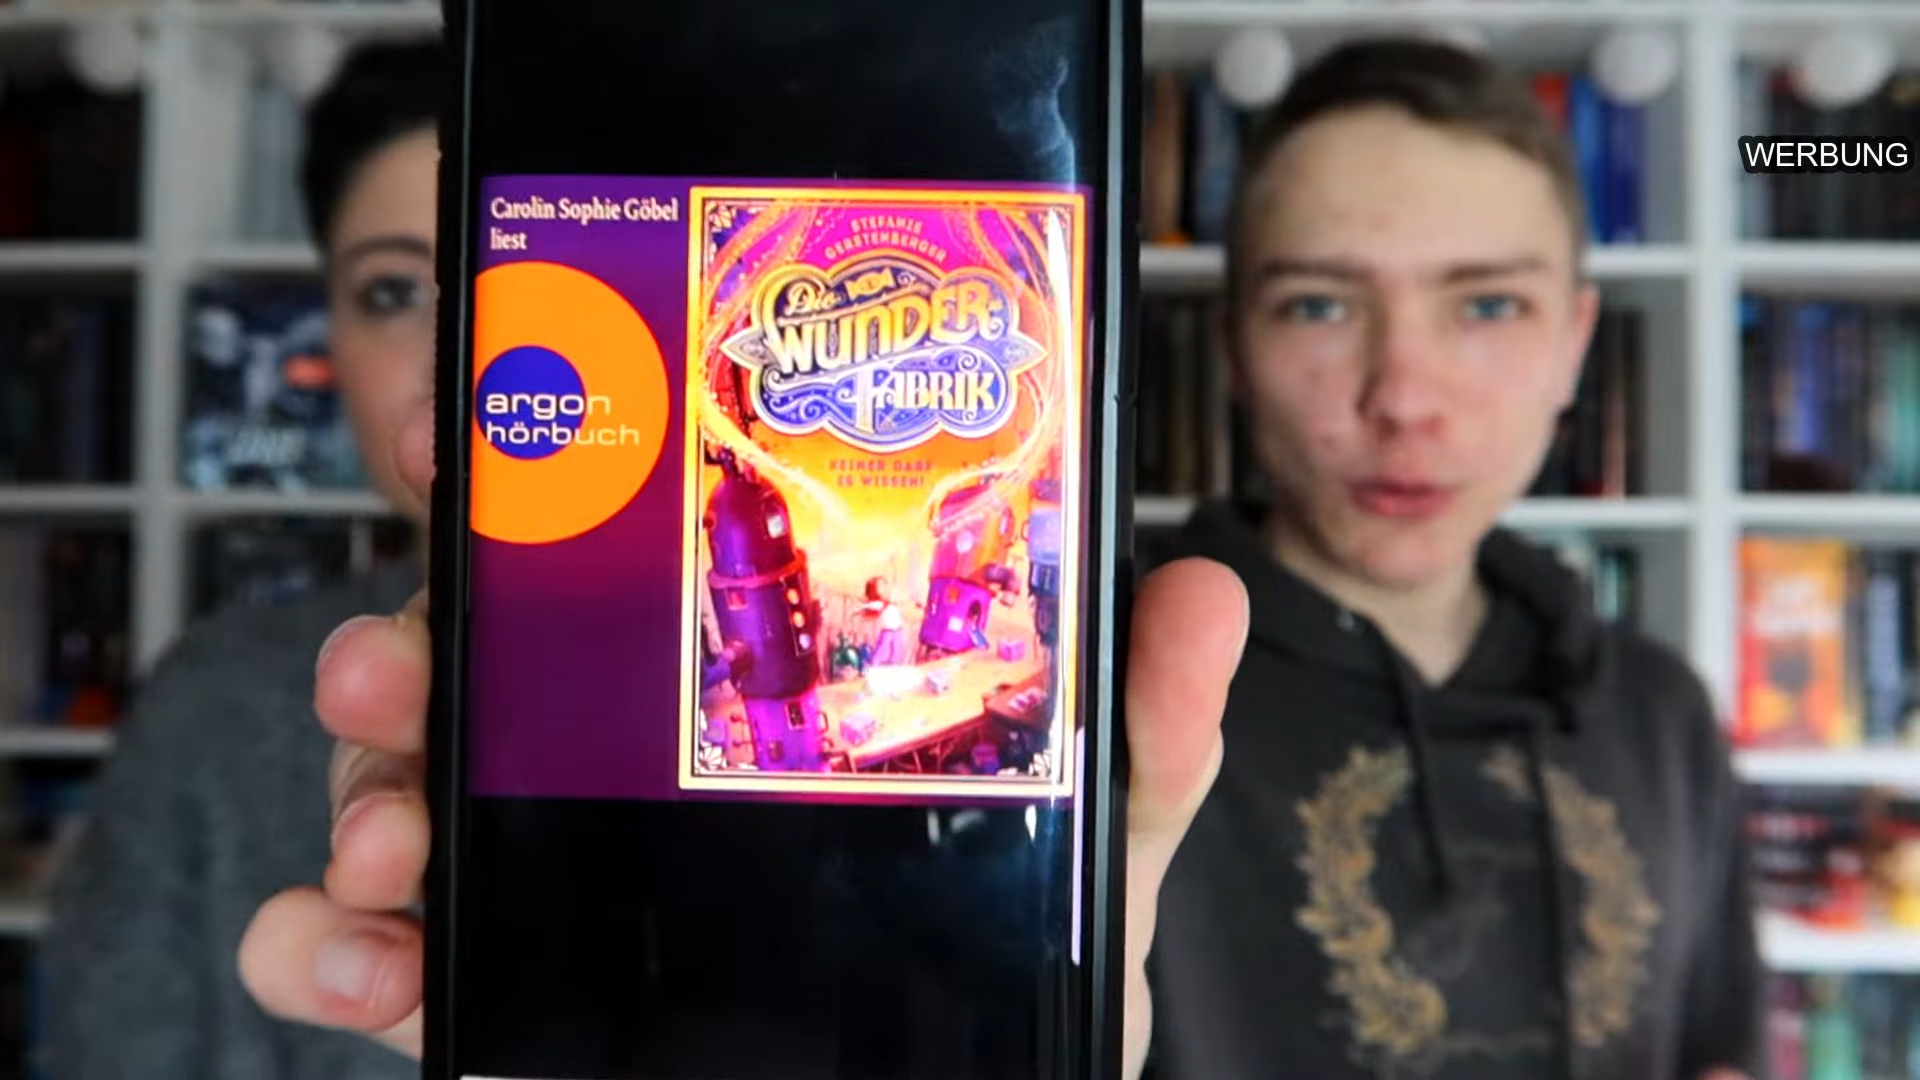 WERBUNG
Carolin Sophie Göbel
liest
argon
hörbuch
STEFANIE
GERSTENBERGER
Die
WUNDER-
FABRIK
KEINER DARF
ES WISSEN!